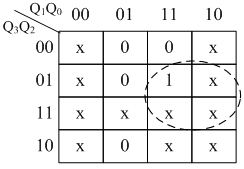 Q₁Q₀ 00 01 11 10
Q₃Q₂
00 x 0 0 x
01 x 0 1 x
11 x x x x
10 x 0 x x